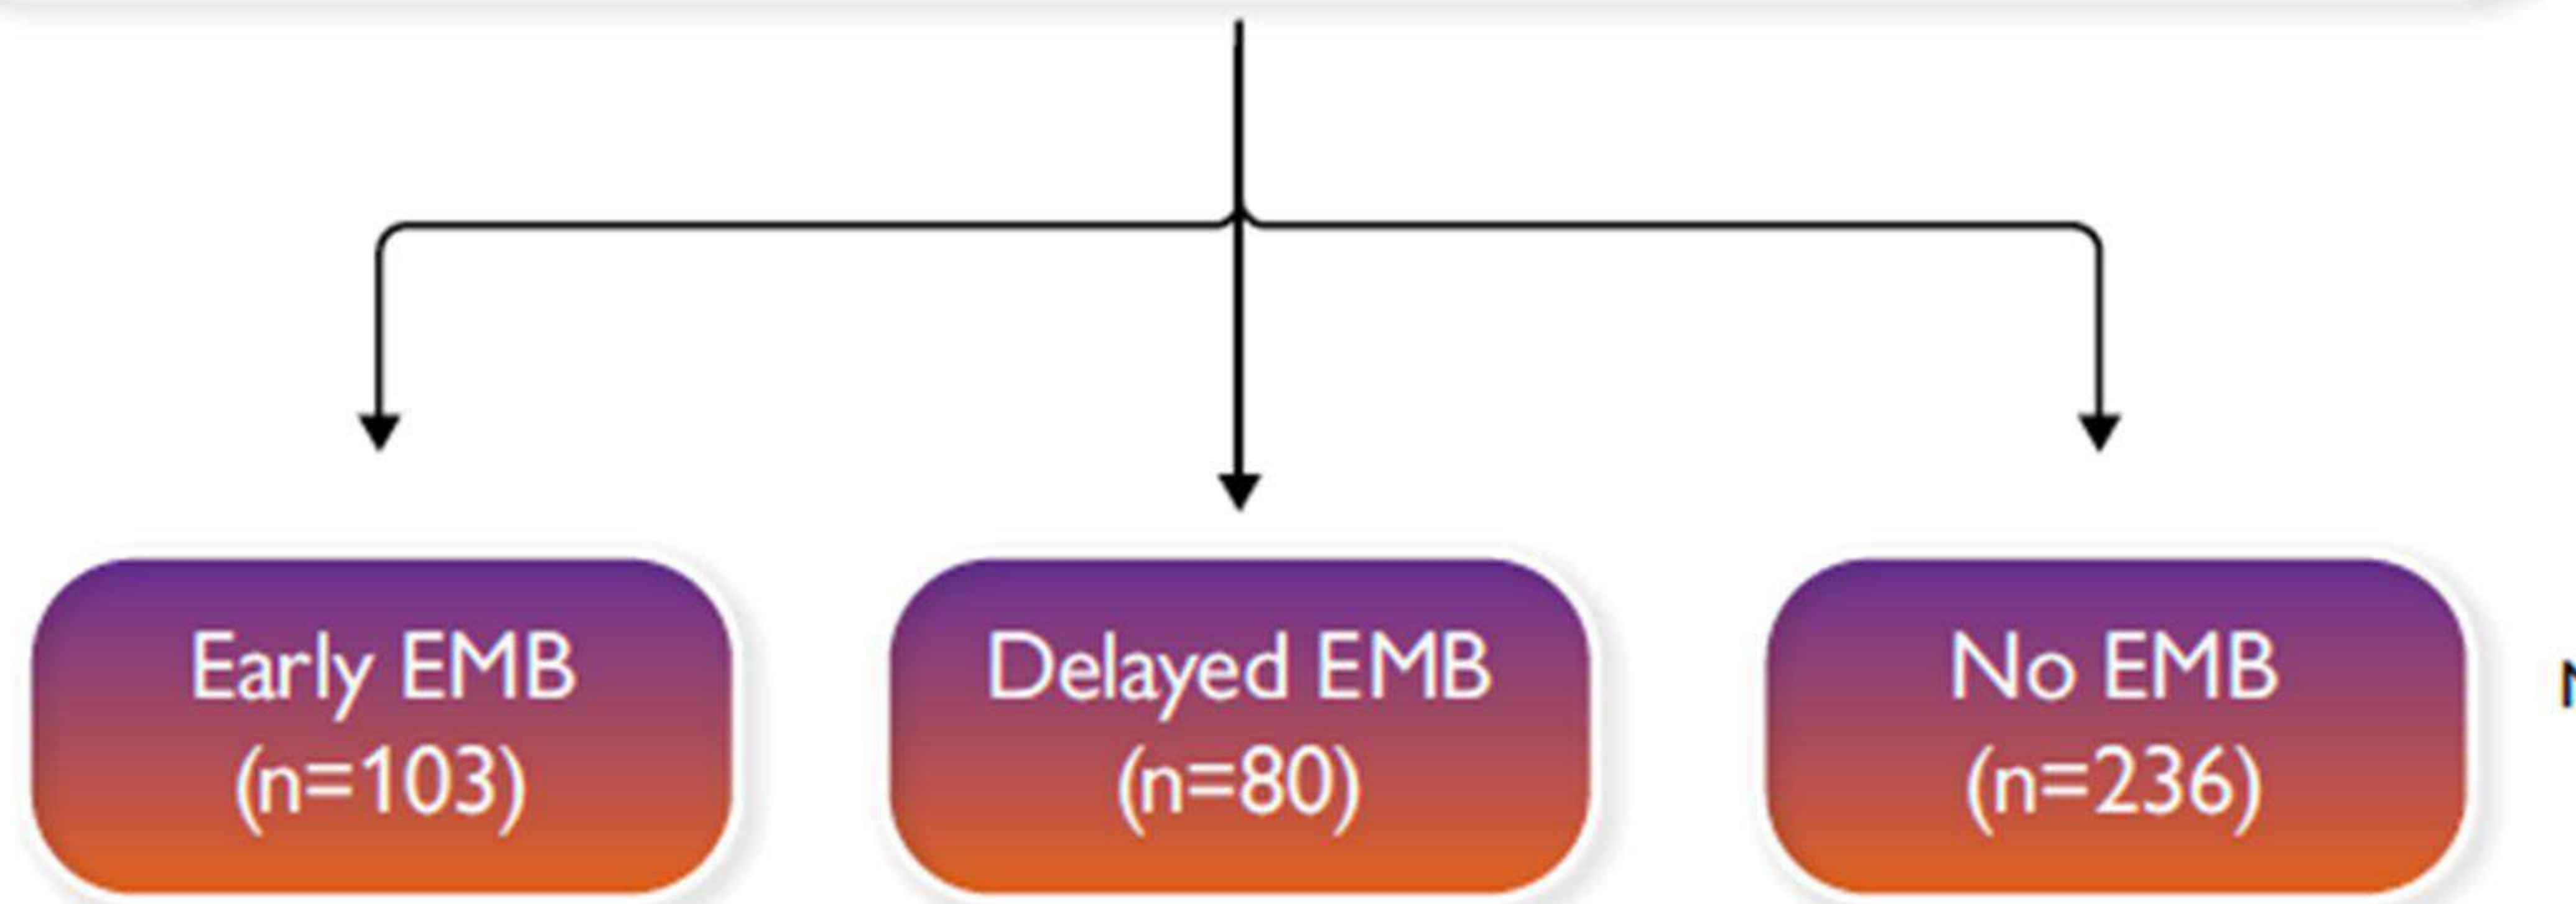 Early EMB
(n=103)
Delayed EMB
(n=80)
No EMB
(n=236)